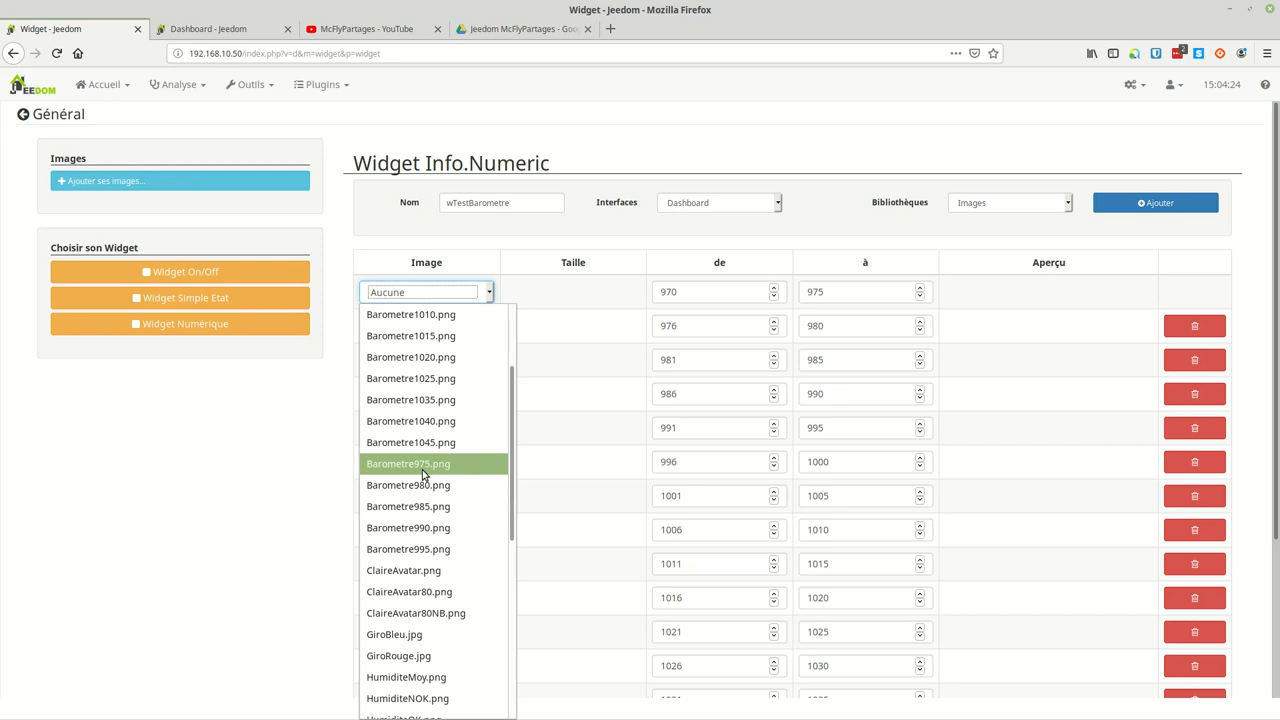 Widget - Jeedom - Mozilla Firefox
Widget - Jeedom
Dashboard - Jeedom
McFlyPartages - YouTube
Jeedom McFlyPartages - Goo
192.168.10.50/index.php?v=d&m=widget&p=widget
2
JEEDOM
Accueil
Analyse
Outils
Plugins
15:04:24
Général
Images
Ajouter ses images...
Choisir son Widget
Widget On/Off
Widget Simple Etat
Widget Numérique
Widget Info.Numeric
Nom
wTestBarometre
Interfaces
Dashboard
Bibliothèques
Images
Ajouter
Image
Taille
de
à
Aperçu
Aucune
970
975
976
980
981
985
986
990
991
995
996
1000
1001
1005
1006
1010
1011
1015
1016
1020
1021
1025
1026
1030
Barometre1010.png
Barometre1015.png
Barometre1020.png
Barometre1025.png
Barometre1035.png
Barometre1040.png
Barometre1045.png
Barometre975.png
Barometre980.png
Barometre985.png
Barometre990.png
Barometre995.png
ClaireAvatar.png
ClaireAvatar80.png
ClaireAvatar80NB.png
GiroBleu.jpg
GiroRouge.jpg
HumiditeMoy.png
HumiditeNOK.png